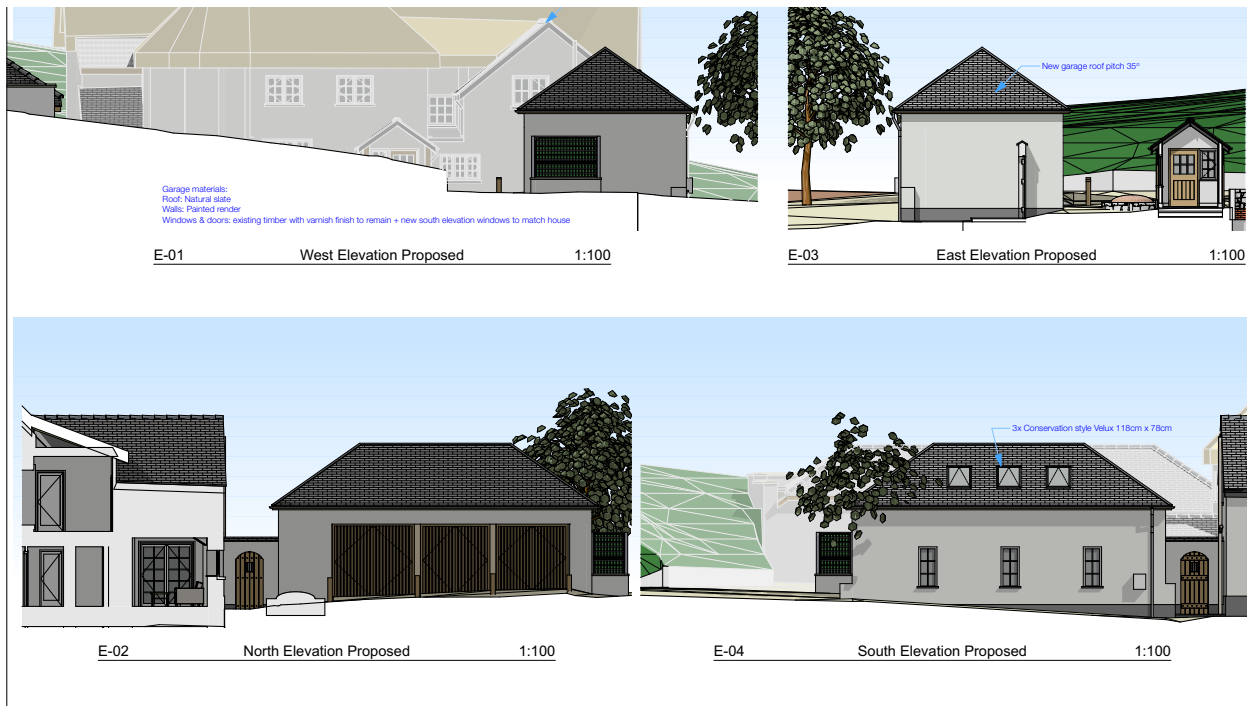 New garage roof pitch 35º
Garage materials:
Roof: Natural slate
Walls: Painted render
Windows & doors: existing timber with varnish finish to remain + new south elevation windows to match house
E-01 West Elevation Proposed 1:100
E-03 East Elevation Proposed 1:100
3x Conservation style Velux 118cm x 78cm
E-02 North Elevation Proposed 1:100
E-04 South Elevation Proposed 1:100